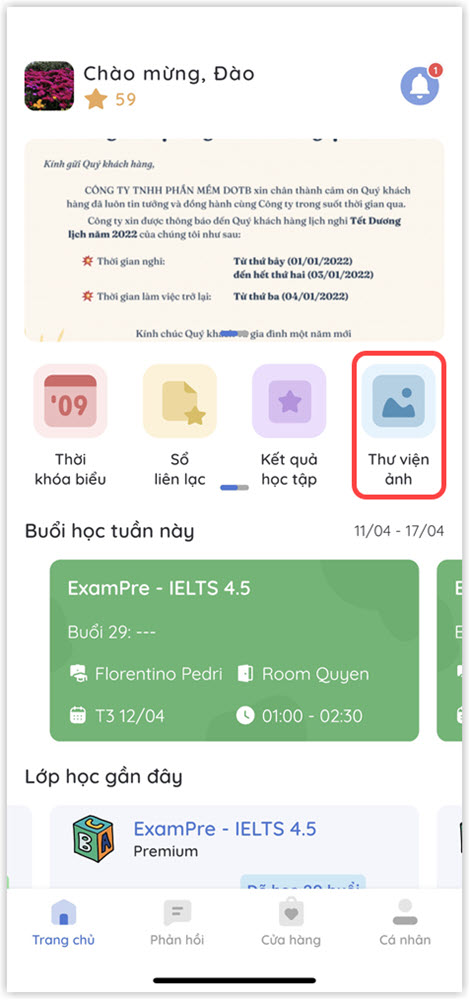 Chào mừng, Đào
59
1
Kính gửi Quý khách hàng,
CÔNG TY TNHH PHẦN MỀM DOTB xin chân thành cảm ơn Quý khách
hàng đã luôn tin tưởng và đồng hành cùng Công ty trong suốt thời gian qua.
Công ty xin được thông báo đến Quý khách hàng lịch nghỉ Tết Dương
lịch năm 2022 của chúng tôi như sau:
Thời gian nghỉ: Từ thứ bảy (01/01/2022)
đến hết thứ hai (03/01/2022)
Thời gian làm việc trở lại: Từ thứ ba (04/01/2022)
Kính chúc Quý gia đình một năm mới
'09
Thời
khóa biểu
Sổ
liên lạc
Kết quả
học tập
Thư viện
ảnh
Buổi học tuần này 11/04 - 17/04
ExamPre - IELTS 4.5
Buổi 29: ---
Florentino Pedri Room Quyen
T3 12/04 01:00 - 02:30
Lớp học gần đây
ExamPre - IELTS 4.5
Premium
Đã học 29 buổi
Trang chủ Phản hồi Cửa hàng Cá nhân